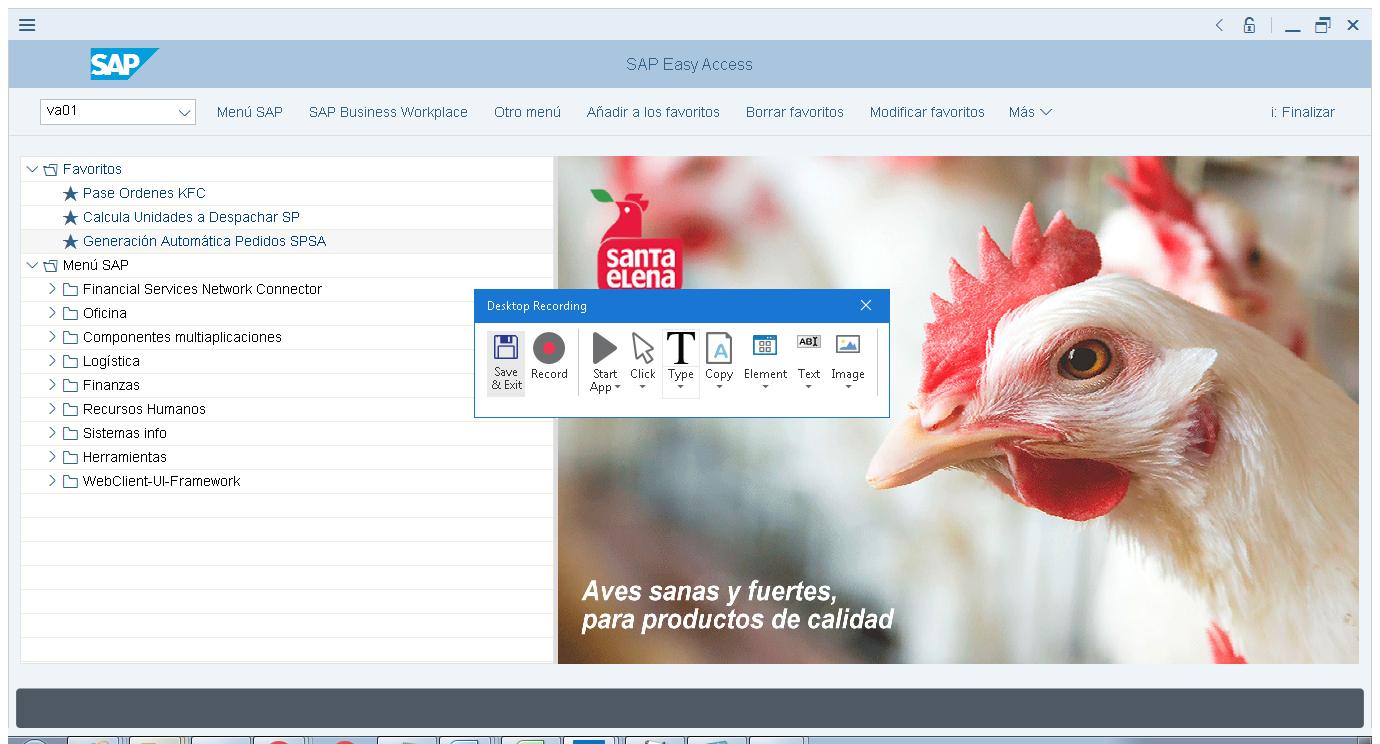 SAP
SAP Easy Access
va01
Menú SAP
SAP Business Workplace
Otro menú
Añadir a los favoritos
Borrar favoritos
Modificar favoritos
Más
i: Finalizar
Favoritos
Pase Ordenes KFC
Calcula Unidades a Despachar SP
Generación Automática Pedidos SPSA
Menú SAP
Financial Services Network Connector
Oficina
Componentes multiaplicaciones
Logística
Finanzas
Recursos Humanos
Sistemas info
Herramientas
WebClient-UI-Framework
santa
elena
Desktop Recording
Save
& Exit
Record
Start
App
Click
T
Type
A
Copy
Element
ABI
Text
Image
Aves sanas y fuertes,
para productos de calidad